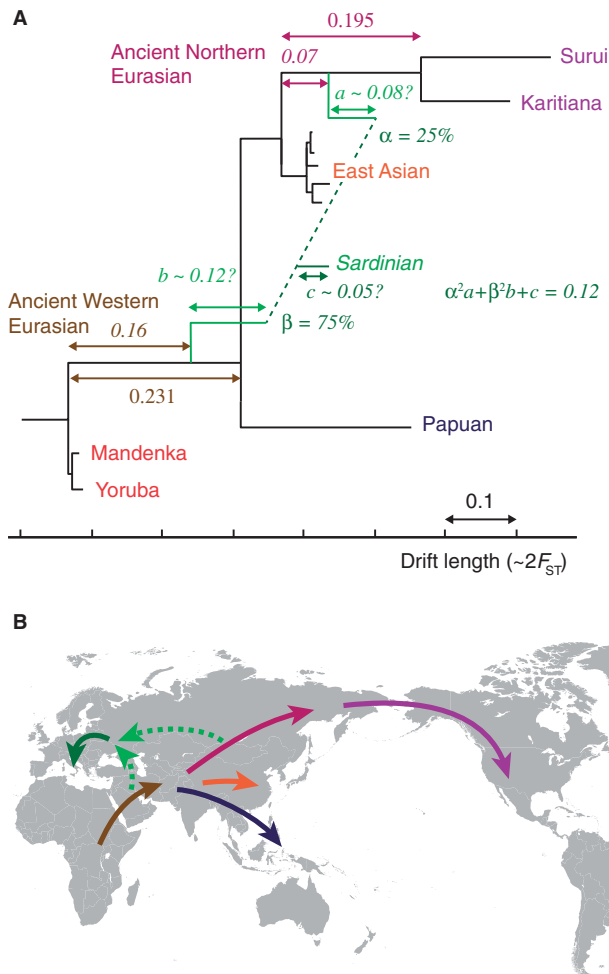 A
0.195
Ancient Northern
Eurasian
0.07
Surui
a ~ 0.08?
Karitiana
α = 25%
East Asian
Sardinian
b ~ 0.12?
c ~ 0.05?
α²a+β²b+c = 0.12
Ancient Western
Eurasian
β = 75%
0.16
0.231
Papuan
Mandenka
Yoruba
0.1
Drift length (~2F_ST)
B